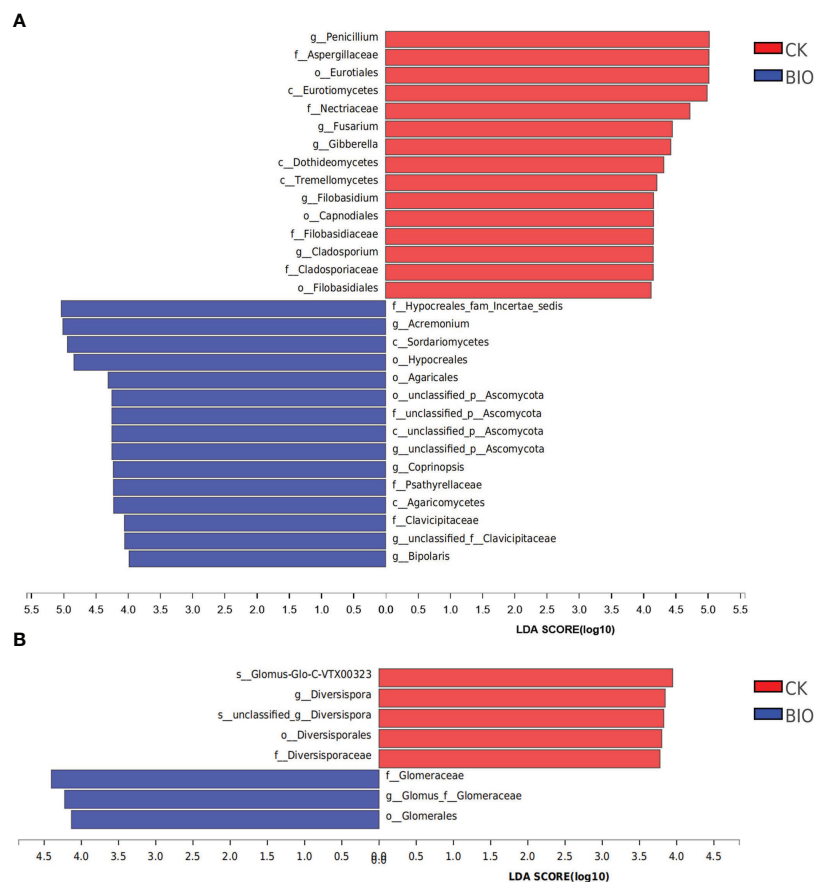 A
g__Penicillium
f__Aspergillaceae
o__Eurotiales
c__Eurotiomycetes
f__Nectriaceae
g__Fusarium
g__Gibberella
c__Dothideomycetes
c__Tremellomycetes
g__Filobasidium
o__Capnodiales
f__Filobasidiaceae
g__Cladosporium
f__Cladosporiaceae
o__Filobasidiales
CK
BIO
f__Hypocreales_fam_Incertae_sedis
g__Acremonium
c__Sordariomycetes
o__Hypocreales
o__Agaricales
o__unclassified_p__Ascomycota
f__unclassified_p__Ascomycota
c__unclassified_p__Ascomycota
g__unclassified_p__Ascomycota
g__Coprinopsis
f__Psathyrellaceae
c__Agaricomycetes
f__Clavicipitaceae
g__unclassified_f__Clavicipitaceae
g__Bipolaris
5.5 5.0 4.5 4.0 3.5 3.0 2.5 2.0 1.5 1.0 0.5 0.0 0.5 1.0 1.5 2.0 2.5 3.0 3.5 4.0 4.5 5.0 5.5
LDA SCORE(log10)
B
s__Glomus-Glo-C-VTX00323
g__Diversispora
s__unclassified_g__Diversispora
o__Diversisporales
f__Diversisporaceae
CK
BIO
f__Glomeraceae
g__Glomus_f__Glomeraceae
o__Glomerales
4.5 4.0 3.5 3.0 2.5 2.0 1.5 1.0 0.5 0.0 0.5 1.0 1.5 2.0 2.5 3.0 3.5 4.0 4.5
0.0
LDA SCORE(log10)